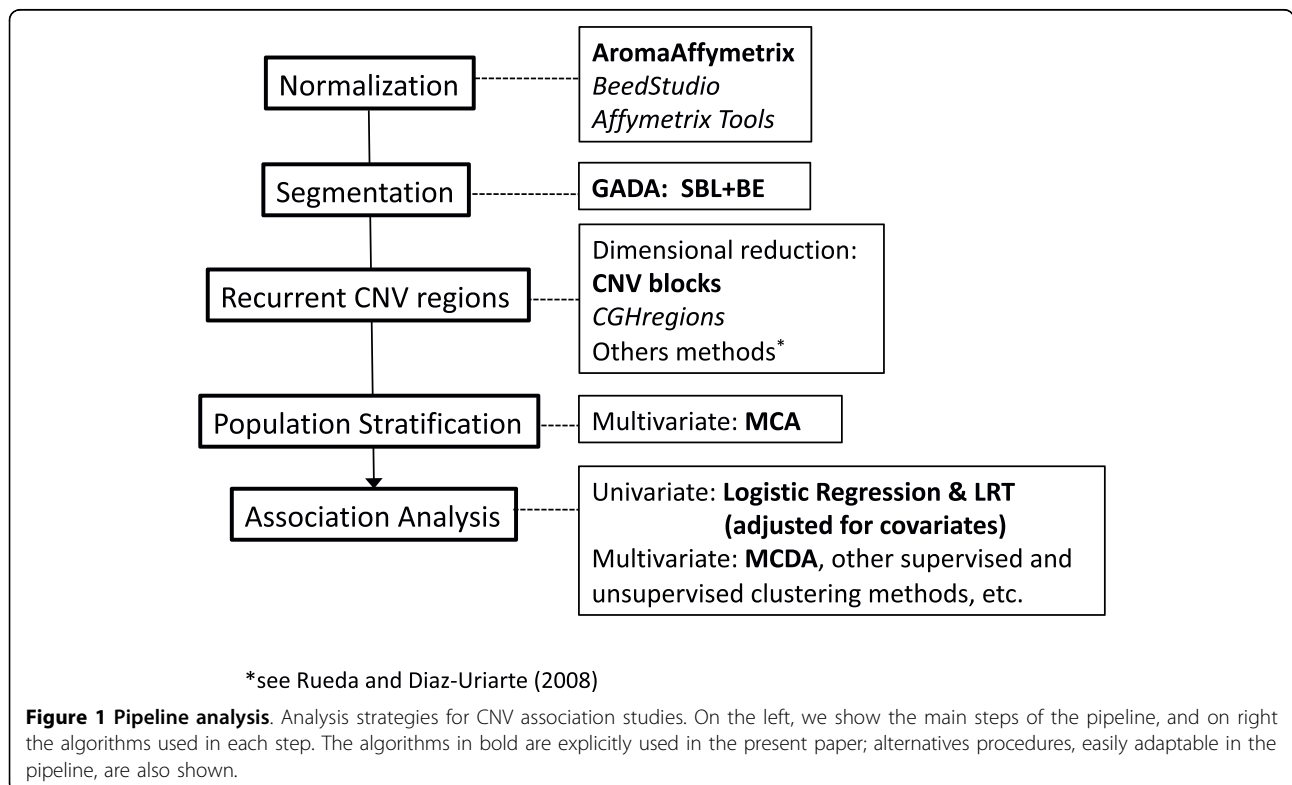 Normalization
AromaAffymetrix
BeedStudio
Affymetrix Tools
Segmentation
GADA: SBL+BE
Recurrent CNV regions
Dimensional reduction:
CNV blocks
CGHregions
Others methods*
Population Stratification
Multivariate: MCA
Association Analysis
Univariate: Logistic Regression & LRT
(adjusted for covariates)
Multivariate: MCDA, other supervised and
unsupervised clustering methods, etc.
*see Rueda and Diaz-Uriarte (2008)
Figure 1 Pipeline analysis. Analysis strategies for CNV association studies. On the left, we show the main steps of the pipeline, and on right
the algorithms used in each step. The algorithms in bold are explicitly used in the present paper; alternatives procedures, easily adaptable in the
pipeline, are also shown.